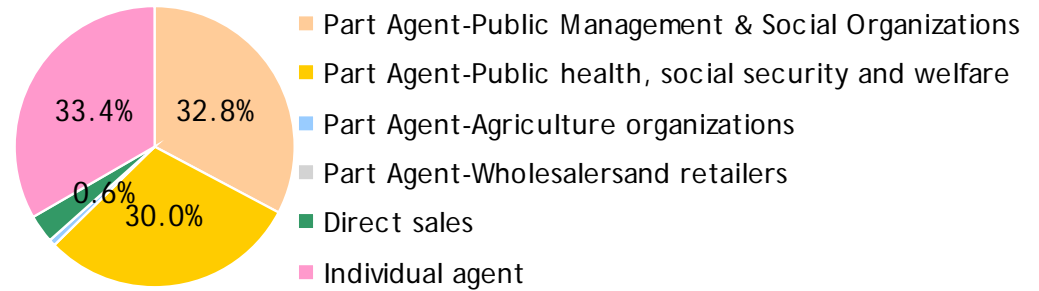 33.4%
32.8%
0.6%
30.0%
Part Agent-Public Management & Social Organizations
Part Agent-Public health, social security and welfare
Part Agent-Agriculture organizations
Part Agent-Wholesalersand retailers
Direct sales
Individual agent